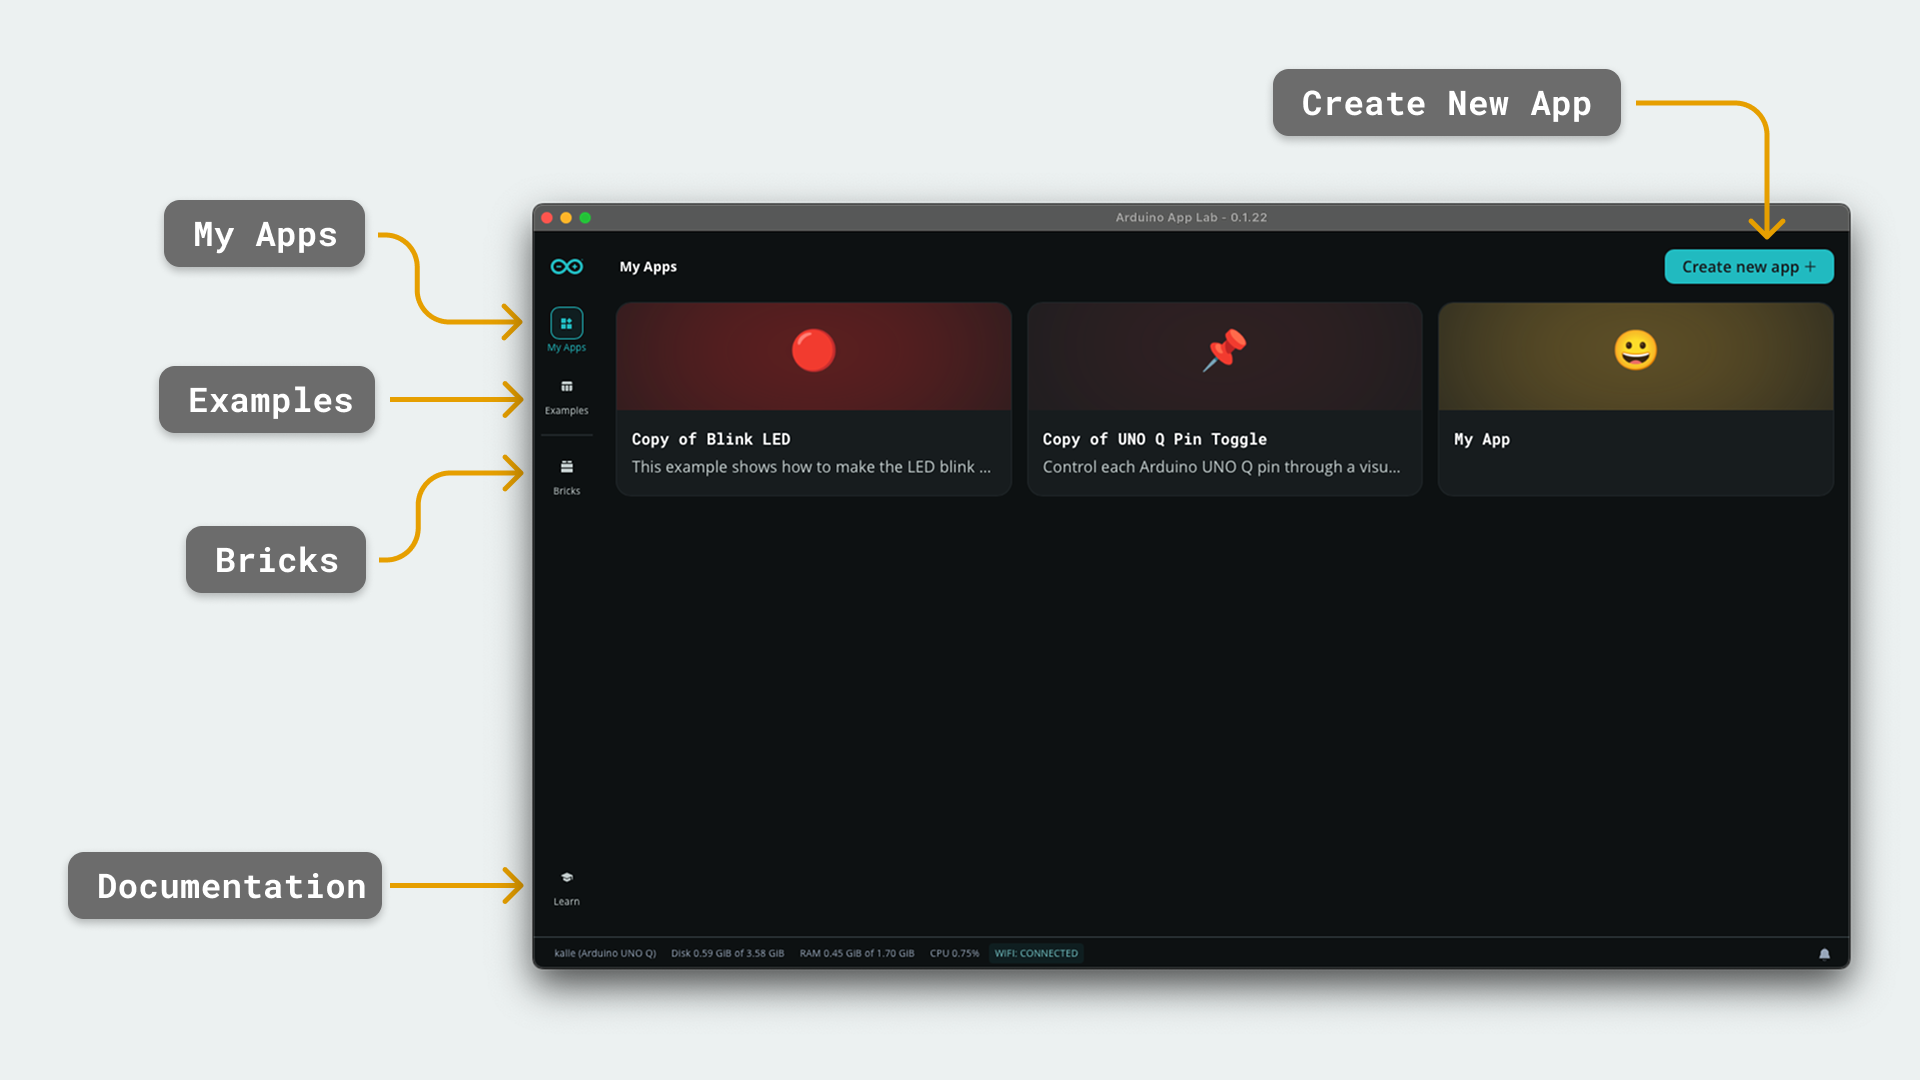 Create New App
My Apps
Examples
Bricks
Documentation
Arduino App Lab - 0.1.22
My Apps
Create new app +
My Apps
Examples
Bricks
Learn
Copy of Blink LED
This example shows how to make the LED blink ...
Copy of UNO Q Pin Toggle
Control each Arduino UNO Q pin through a visu...
My App
kalle (Arduino UNO Q) Disk 0.59 GiB of 3.58 GiB RAM 0.45 GiB of 1.70 GiB CPU 0.75% WIFI: CONNECTED